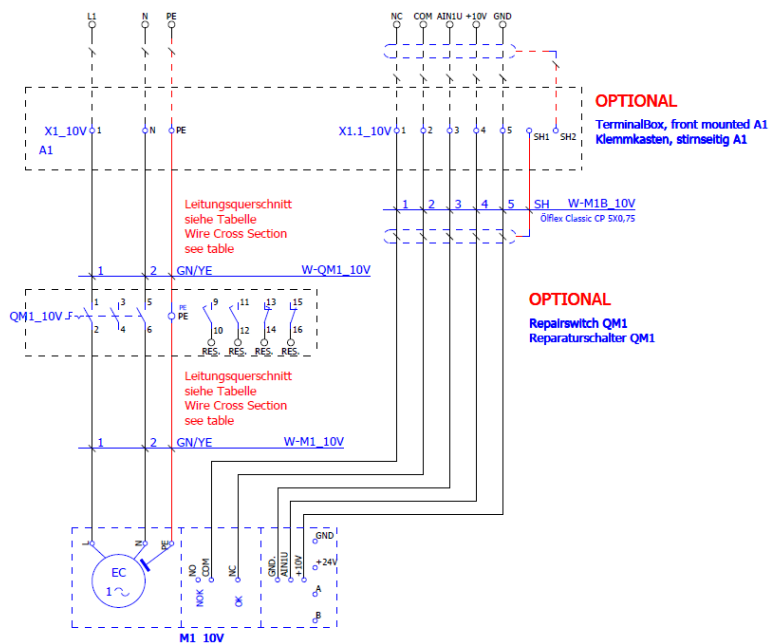 L1 N PE NC COM AIN1U +10V GND
OPTIONAL
TerminalBox, front mounted A1
Klemmkasten, stirnseitig A1
X1_10V 1 N PE X1.1_10V 1 2 3 4 5 SH1 SH2
A1
Leitungsquerschnitt
siehe Tabelle
Wire Cross Section
see table
1 2 3 4 5 SH W-M1B_10V
Ölflex Classic CP 5X0,75
1 2 GN/YE W-QM1_10V
OPTIONAL
Repairswitch QM1
Reparaturschalter QM1
1 3 5 PE 9 11 13 15
QM1_10V PE
2 4 6 10 12 14 16
RES. RES. RES. RES.
Leitungsquerschnitt
siehe Tabelle
Wire Cross Section
see table
1 2 GN/YE W-M1_10V
L N PE NO COM NC GND. AIN1U +10V GND
+24V
A
B
EC
1
NOK OK
M1_10V